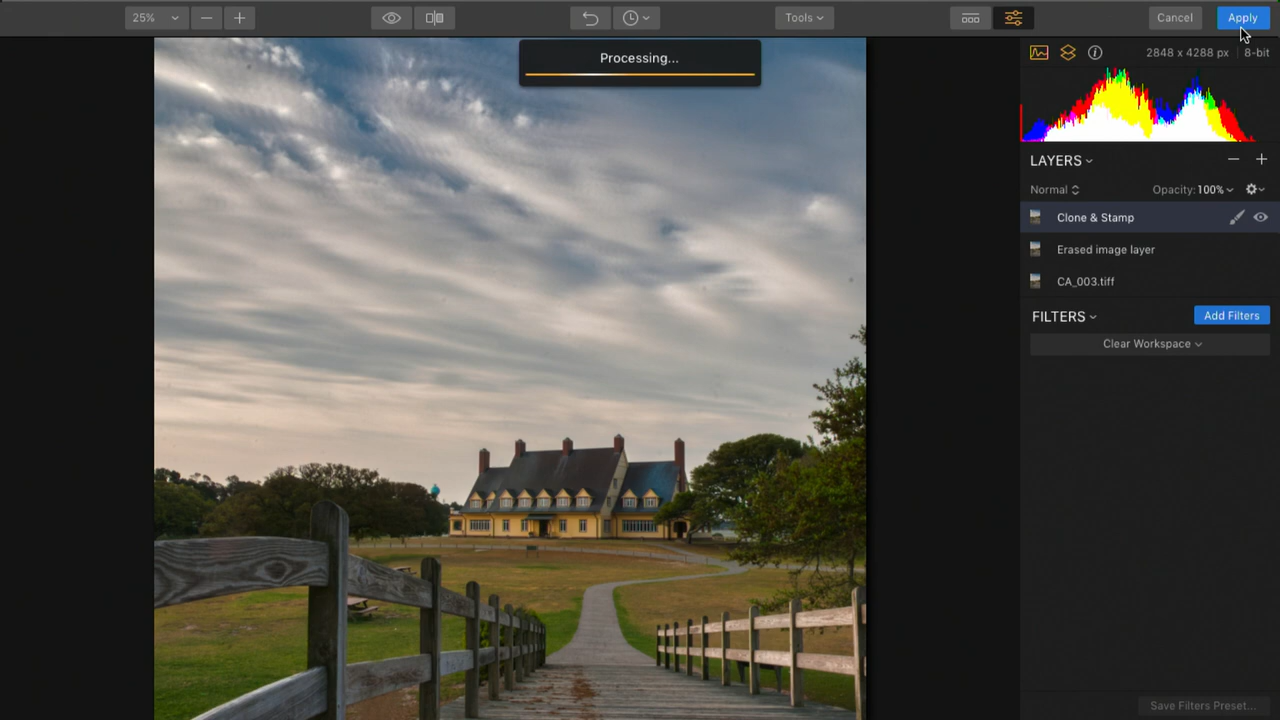 25%
Tools
Cancel
Apply
Processing...
2848 x 4288 px
8-bit
LAYERS
Normal
Opacity: 100%
Clone & Stamp
Erased image layer
CA_003.tiff
FILTERS
Add Filters
Clear Workspace
Save Filters Preset...